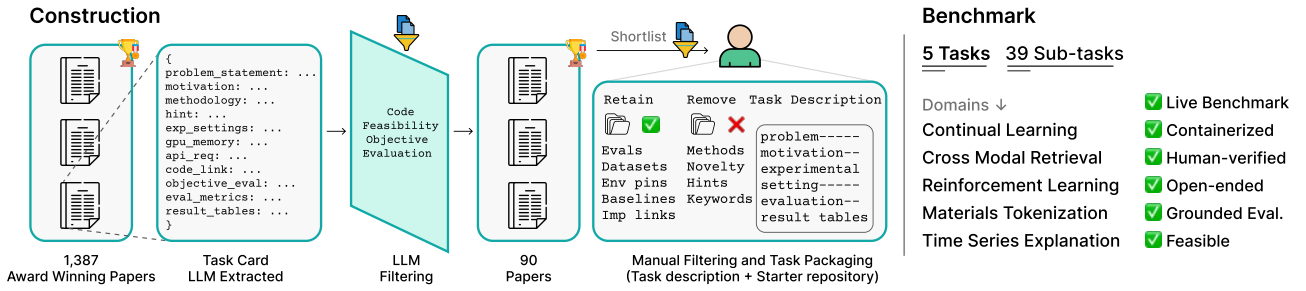 Construction
{
problem_statement: ...
motivation: ...
methodology: ...
hint: ...
exp_settings: ...
gpu_memory: ...
api_req: ...
code_link: ...
objective_eval: ...
eval_metrics: ...
result_tables: ...
}
Code
Feasibility
Objective
Evaluation
Shortlist
Retain
Evals
Datasets
Env pins
Baselines
Imp links
Remove
Methods
Novelty
Hints
Keywords
Task Description
problem-----
motivation--
experimental
setting-----
evaluation--
result tables
1,387
Award Winning Papers
Task Card
LLM Extracted
LLM
Filtering
90
Papers
Manual Filtering and Task Packaging
(Task description + Starter repository)
Benchmark
5 Tasks 39 Sub-tasks
Domains ↓
Continual Learning
Cross Modal Retrieval
Reinforcement Learning
Materials Tokenization
Time Series Explanation
Live Benchmark
Containerized
Human-verified
Open-ended
Grounded Eval.
Feasible